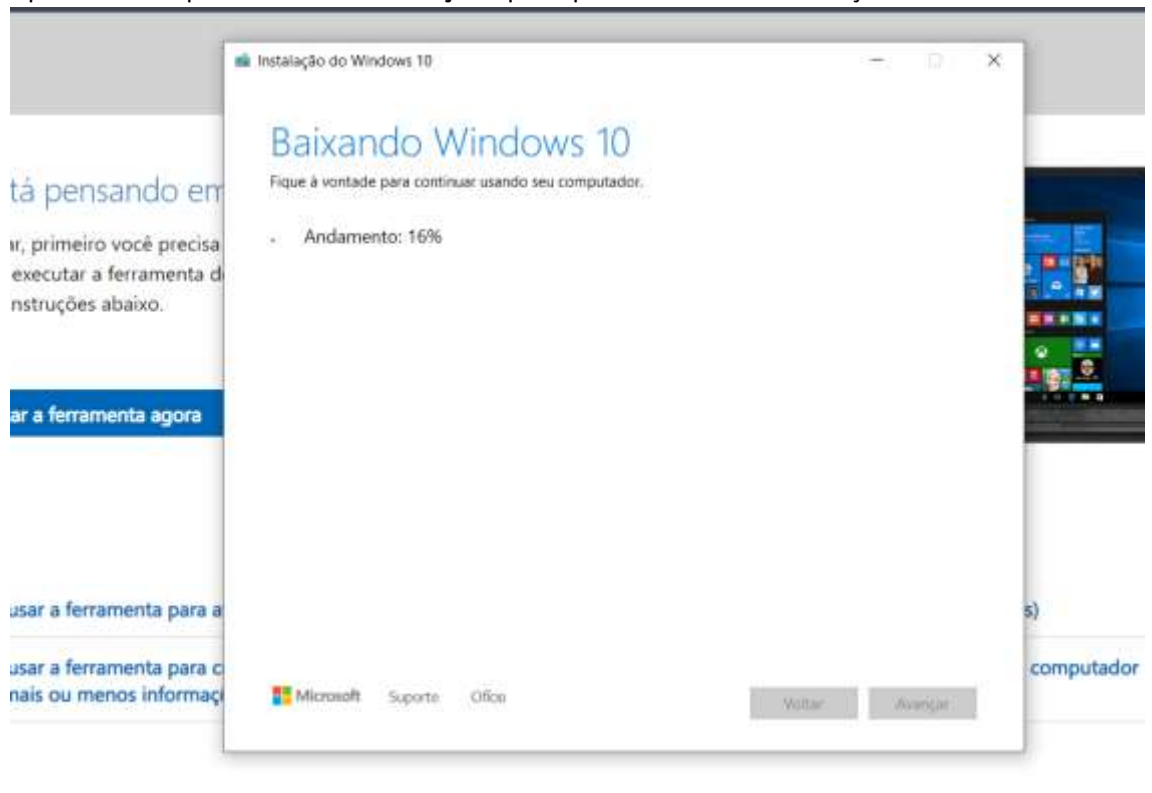 Instalação do Windows 10
Baixando Windows 10
Fique à vontade para continuar usando seu computador.
Andamento: 16%
tá pensando em
ar, primeiro você precisa
executar a ferramenta d
nstruções abaixo.
ar a ferramenta agora
usar a ferramenta para a
s)
usar a ferramenta para c
computador
nais ou menos informaç
Microsoft Suporte
Voltar Avançar